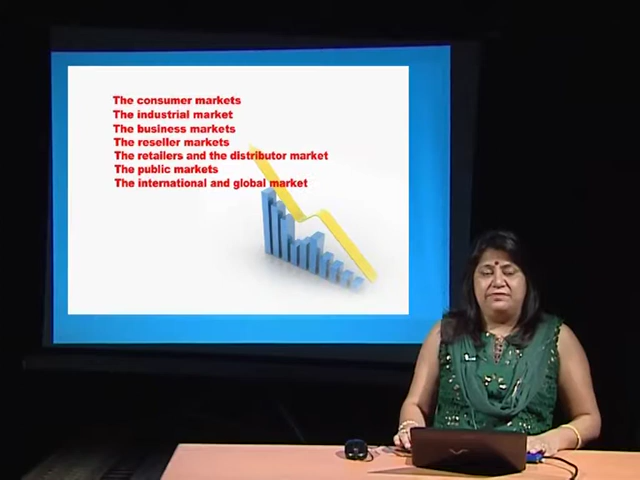 The consumer markets
The industrial market
The business markets
The reseller markets
The retailers and the distributor market
The public markets
The international and global market